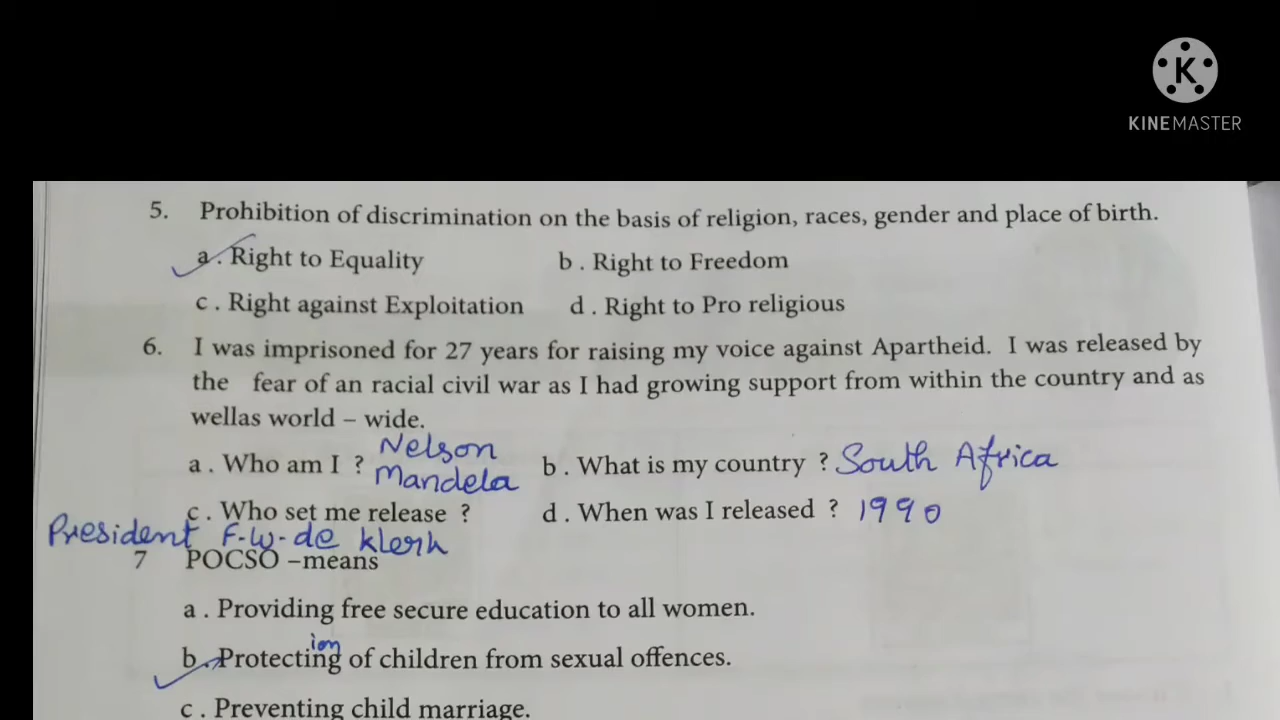 KINEMASTER
5. Prohibition of discrimination on the basis of religion, races, gender and place of birth.
a . Right to Equality b . Right to Freedom
c . Right against Exploitation d . Right to Pro religious
6. I was imprisoned for 27 years for raising my voice against Apartheid. I was released by
the fear of an racial civil war as I had growing support from within the country and as
wellas world – wide.
a . Who am I ? Nelson Mandela b . What is my country ? South Africa
c . Who set me release ? d . When was I released ? 1990
President F.W. de Klerk
7 POCSO –means
a . Providing free secure education to all women.
ion
b . Protecting of children from sexual offences.
c . Preventing child marriage.